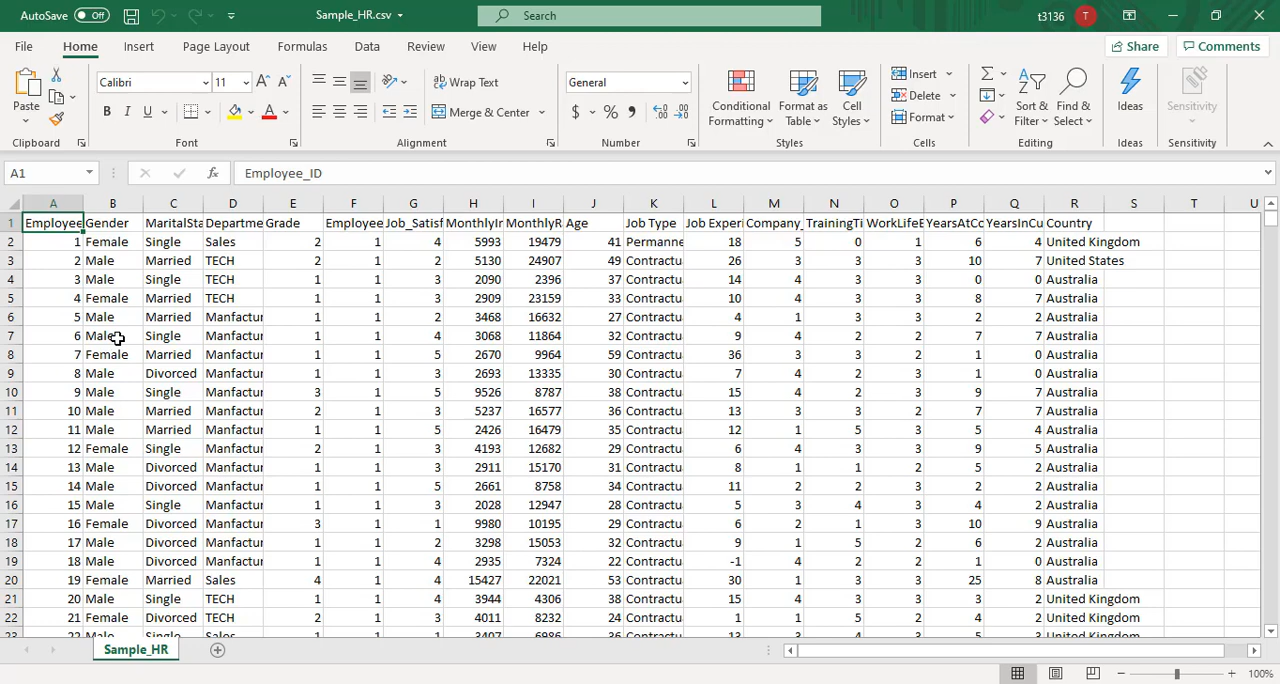 AutoSave Off Sample_HR.csv Search t3136 T
File Home Insert Page Layout Formulas Data Review View Help Share Comments
Paste Calibri 11 A A B I U A Wrap Text Merge & Center General $ % , Conditional Formatting Format as Table Cell Styles Insert Delete Format Sort & Filter Find & Select Ideas Sensitivity
Clipboard Font Alignment Number Styles Cells Editing Ideas Sensitivity
A1 fx Employee_ID
A B C D E F G H I J K L M N O P Q R S T U
1 Employee Gender MaritalSta Departme Grade Employee Job_Satisf MonthlyIn MonthlyR Age Job Type Job Experi Company_ TrainingTi WorkLifeB YearsAtCo YearsInCu Country
2 1 Female Single Sales 2 1 4 5993 19479 41 Permanne 18 5 0 1 6 4 United Kingdom
3 2 Male Married TECH 2 1 2 5130 24907 49 Contractu 26 3 3 3 10 7 United States
4 3 Male Single TECH 1 1 3 2090 2396 37 Contractu 14 4 3 3 0 0 Australia
5 4 Female Married TECH 1 1 3 2909 23159 33 Contractu 10 4 3 3 8 7 Australia
6 5 Male Married Manfactur 1 1 2 3468 16632 27 Contractu 4 1 3 3 2 2 Australia
7 6 Male Single Manfactur 1 1 4 3068 11864 32 Contractu 9 4 2 2 7 7 Australia
8 7 Female Married Manfactur 1 1 5 2670 9964 59 Contractu 36 3 3 2 1 0 Australia
9 8 Male Divorced Manfactur 1 1 3 2693 13335 30 Contractu 7 4 2 3 1 0 Australia
10 9 Male Single Manfactur 3 1 5 9526 8787 38 Contractu 15 4 2 3 9 7 Australia
11 10 Male Married Manfactur 2 1 3 5237 16577 36 Contractu 13 3 3 2 7 7 Australia
12 11 Male Married Manfactur 1 1 5 2426 16479 35 Contractu 12 1 5 3 5 4 Australia
13 12 Female Single Manfactur 2 1 3 4193 12682 29 Contractu 6 4 3 3 9 5 Australia
14 13 Male Divorced Manfactur 1 1 3 2911 15170 31 Contractu 8 1 1 2 5 2 Australia
15 14 Male Divorced Manfactur 1 1 5 2661 8758 34 Contractu 11 2 2 3 2 2 Australia
16 15 Male Single Manfactur 1 1 3 2028 12947 28 Contractu 5 3 4 3 4 2 Australia
17 16 Female Divorced Manfactur 3 1 1 9980 10195 29 Contractu 6 2 1 3 10 9 Australia
18 17 Male Divorced Manfactur 1 1 2 3298 15053 32 Contractu 9 1 5 2 6 2 Australia
19 18 Male Divorced Manfactur 1 1 4 2935 7324 22 Contractu -1 4 2 2 1 0 Australia
20 19 Female Married Sales 4 1 4 15427 22021 53 Contractu 30 1 3 3 25 8 Australia
21 20 Male Single TECH 1 1 4 3944 4306 38 Contractu 15 4 3 3 3 2 United Kingdom
22 21 Female Divorced TECH 2 1 3 4011 8232 24 Contractu 1 1 5 2 4 2 United Kingdom
23 22 Male Single Sales 1 1 4 3407 6986 36 Contractu 13 3 4 3 5 3 United Kingdom
Sample_HR
100%